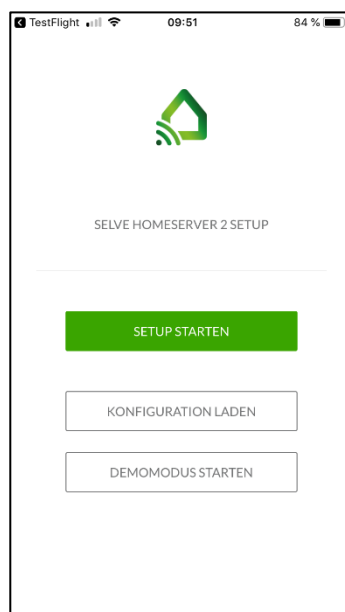 TestFlight 09:51 84 %
SELVE HOMESERVER 2 SETUP
SETUP STARTEN
KONFIGURATION LADEN
DEMOMODUS STARTEN